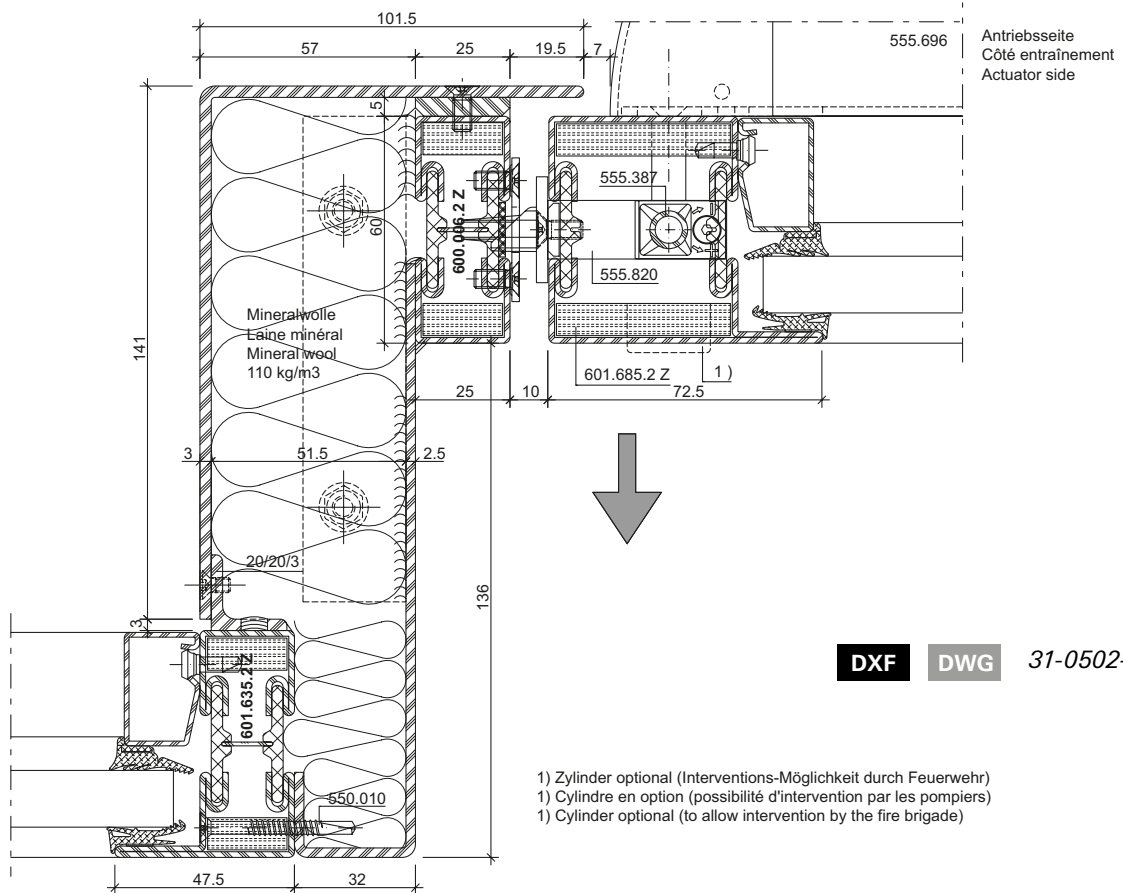 101.5
57
25
19.5
7
555.696
Antriebsseite
Côté entraînement
Actuator side
5
60
600.006.2 Z
555.387
555.820
141
Mineralwolle
Laine minéral
Mineral wool
110 kg/m3
601.685.2 Z
1 )
25
10
72.5
3
51.5
2.5
20/20/3
136
3
601.635.2 Z
DXF
DWG
31-0502-
550.010
1) Zylinder optional (Interventions-Möglichkeit durch Feuerwehr)
1) Cylindre en option (possibilité d'intervention par les pompiers)
1) Cylinder optional (to allow intervention by the fire brigade)
47.5
32